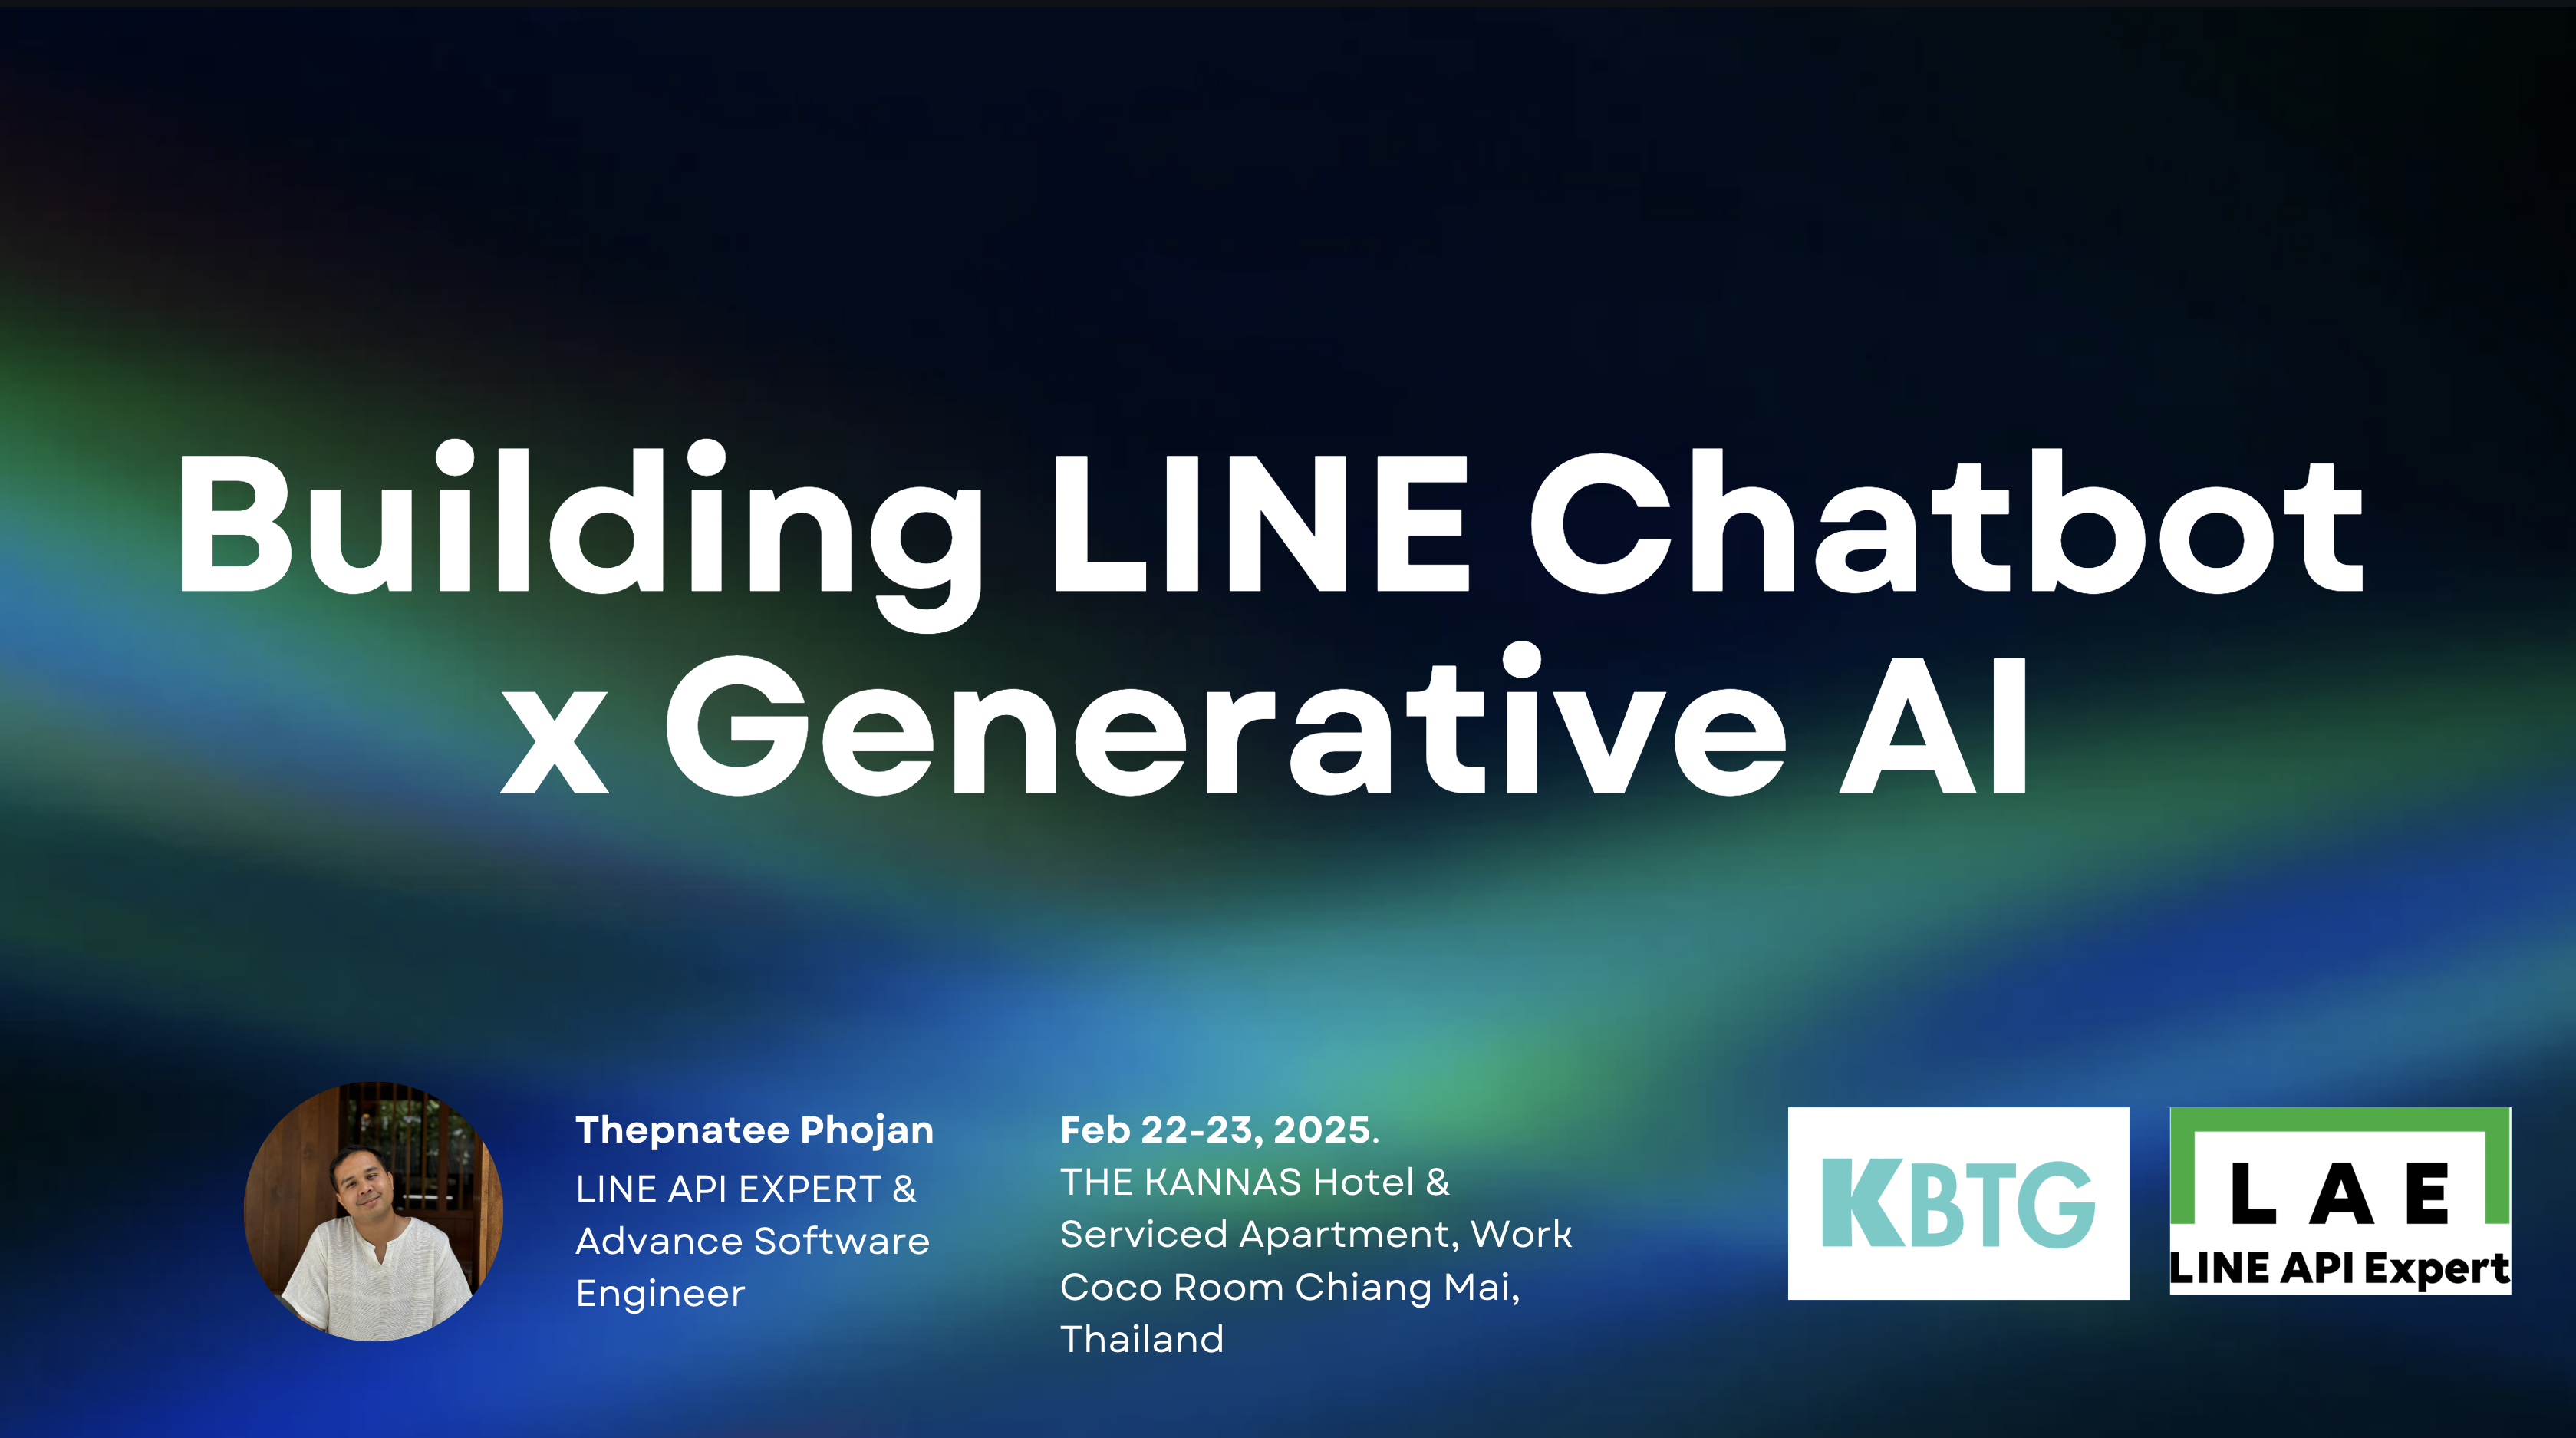 Building LINE Chatbot
x Generative AI
Thepnatee Phojan
LINE API EXPERT &
Advance Software
Engineer
Feb 22-23, 2025.
THE KANNAS Hotel &
Serviced Apartment, Work
Coco Room Chiang Mai,
Thailand
KBTG
LAE
LINE API Expert